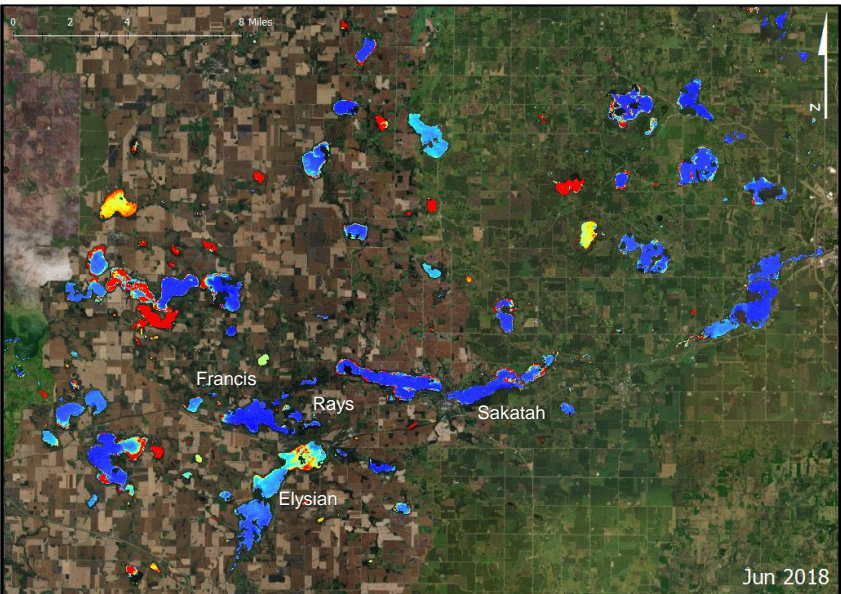 0 2 4 8 Miles
N
Francis
Rays
Sakatah
Elysian
Jun 2018